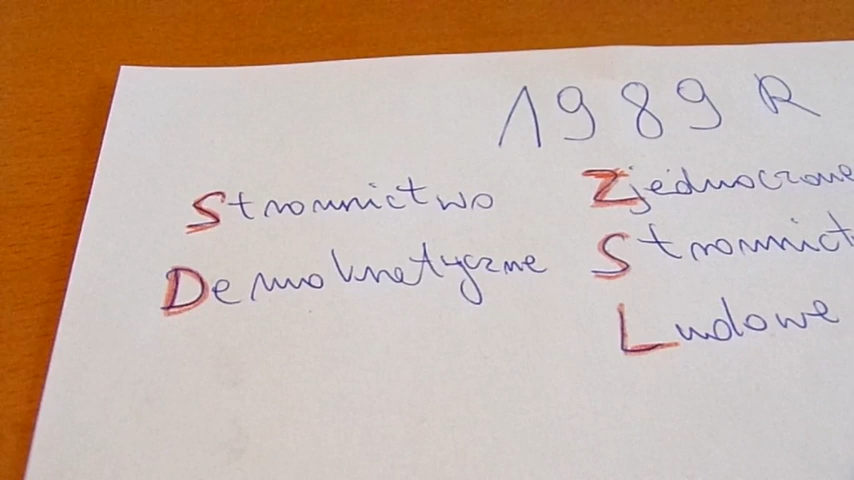 1989 R
Stronnictwo
Demokratyczne
Zjednoczone
Stronnict
Ludowe